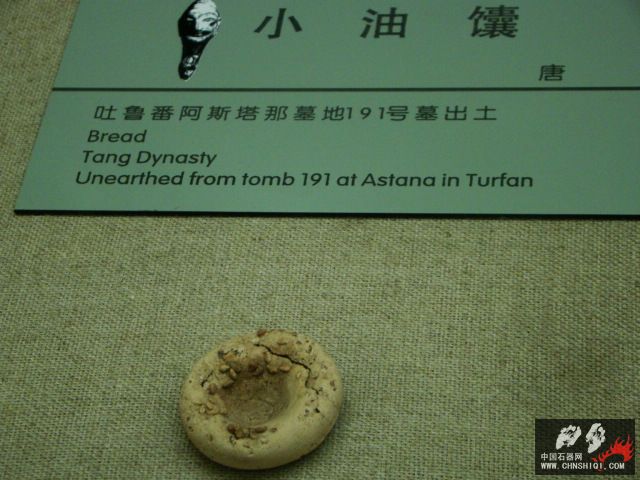 小油馕
唐
吐鲁番阿斯塔那墓地191号墓出土
Bread
Tang Dynasty
Unearthed from tomb 191 at Astana in Turfan
中国石器网
WWW.CHNSHIQI.COM